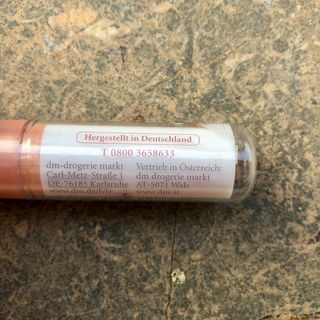 Hergestellt in Deutschland
T 0800 3658633
dm-drogerie markt
Carl-Metz-Straße 1
DE-76185 Karlsruhe
www.dm.de/lvly
Vertrieb in Österreich:
dm drogerie markt
AT-5071 Wals
www.dm.at